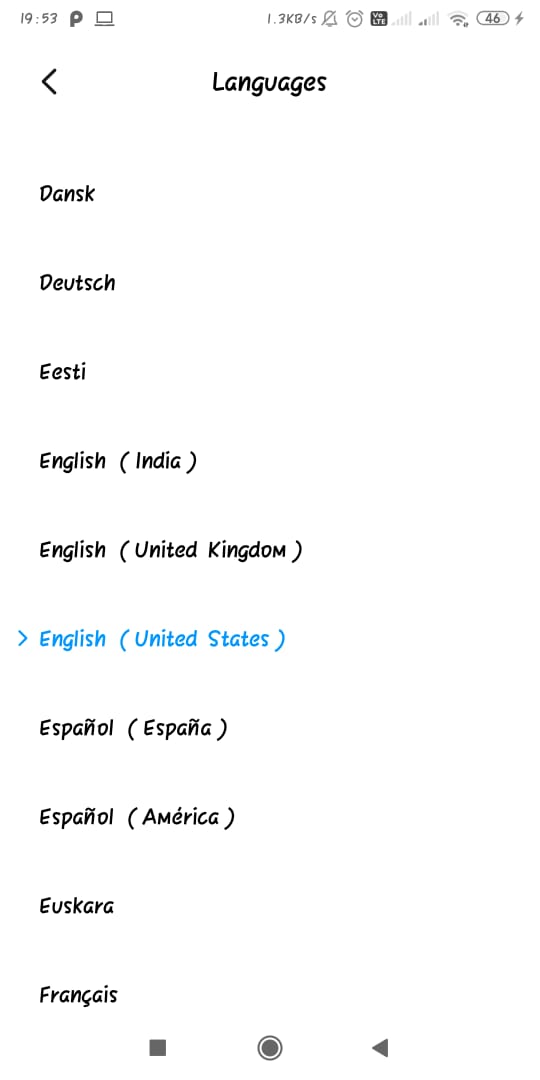 19:53 1.3KB/s Vo LTE 46
Languages
Dansk
Deutsch
Eesti
English (India)
English (United Kingdom)
> English (United States)
Español (España)
Español (América)
Euskara
Français